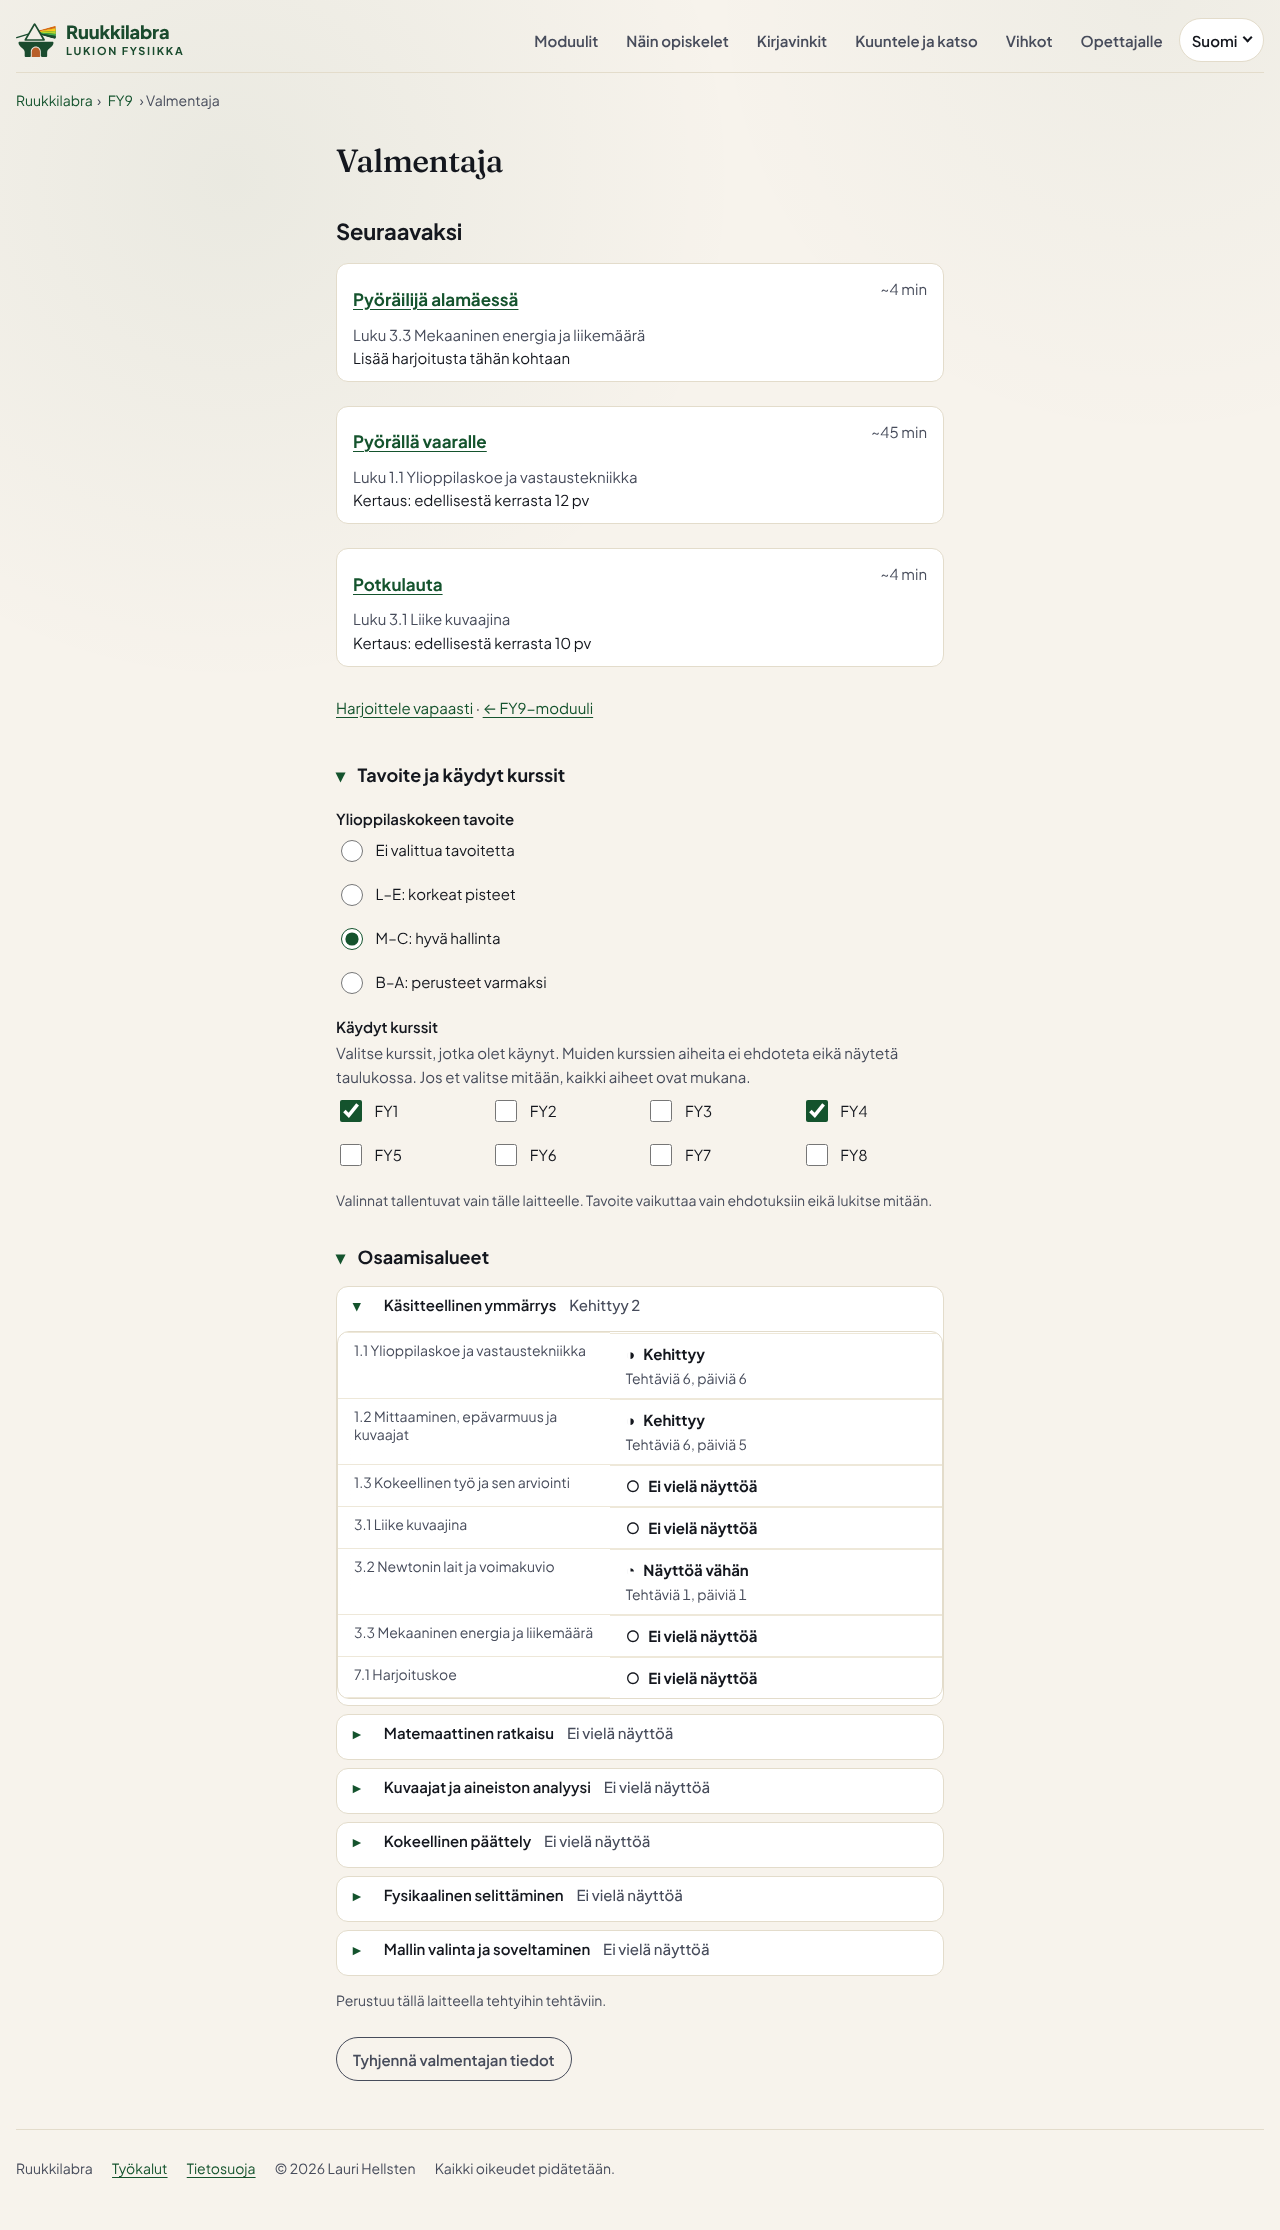 Ruukkilabra
LUKION FYSIIKKA
Moduulit Näin opiskelet Kirjavinkit Kuuntele ja katso Vihkot Opettajalle Suomi
Ruukkilabra › FY9 › Valmentaja
Valmentaja
Seuraavaksi
Pyöräilijä alamäessä ~4 min
Luku 3.3 Mekaaninen energia ja liikemäärä
Lisää harjoitusta tähän kohtaan
Pyörällä vaaralle ~45 min
Luku 1.1 Ylioppilaskoe ja vastaustekniikka
Kertaus: edellisestä kerrasta 12 pv
Potkulauta ~4 min
Luku 3.1 Liike kuvaajina
Kertaus: edellisestä kerrasta 10 pv
Harjoittele vapaasti · ← FY9-moduuli
▾ Tavoite ja käydyt kurssit
Ylioppilaskokeen tavoite
Ei valittua tavoitetta
L–E: korkeat pisteet
M–C: hyvä hallinta
B–A: perusteet varmaksi
Käydyt kurssit
Valitse kurssit, jotka olet käynyt. Muiden kurssien aiheita ei ehdoteta eikä näytetä
taulukossa. Jos et valitse mitään, kaikki aiheet ovat mukana.
FY1 FY2 FY3 FY4
FY5 FY6 FY7 FY8
Valinnat tallentuvat vain tälle laitteelle. Tavoite vaikuttaa vain ehdotuksiin eikä lukitse mitään.
▾ Osaamisalueet
▾ Käsitteellinen ymmärrys Kehittyy 2
1.1 Ylioppilaskoe ja vastaustekniikka
Kehittyy
Tehtäviä 6, päiviä 6
1.2 Mittaaminen, epävarmuus ja
kuvaajat
Kehittyy
Tehtäviä 6, päiviä 5
1.3 Kokeellinen työ ja sen arviointi ○ Ei vielä näyttöä
3.1 Liike kuvaajina ○ Ei vielä näyttöä
3.2 Newtonin lait ja voimakuvio
Näyttöä vähän
Tehtäviä 1, päiviä 1
3.3 Mekaaninen energia ja liikemäärä ○ Ei vielä näyttöä
7.1 Harjoituskoe ○ Ei vielä näyttöä
▸ Matemaattinen ratkaisu Ei vielä näyttöä
▸ Kuvaajat ja aineiston analyysi Ei vielä näyttöä
▸ Kokeellinen päättely Ei vielä näyttöä
▸ Fysikaalinen selittäminen Ei vielä näyttöä
▸ Mallin valinta ja soveltaminen Ei vielä näyttöä
Perustuu tällä laitteella tehtyihin tehtäviin.
Tyhjennä valmentajan tiedot
Ruukkilabra Työkalut Tietosuoja © 2026 Lauri Hellsten Kaikki oikeudet pidätetään.